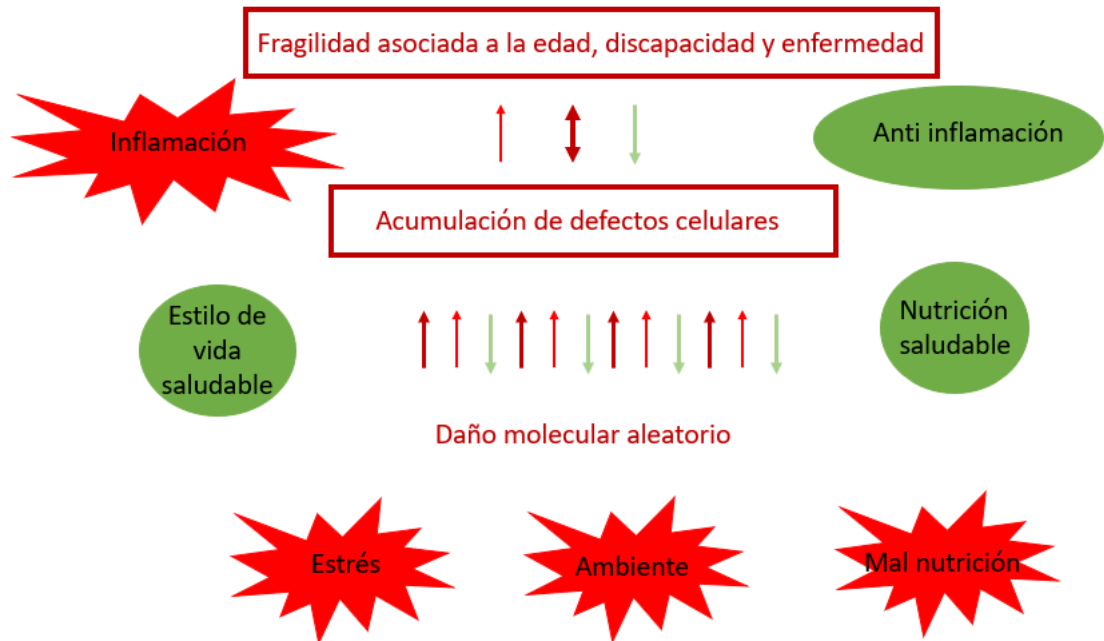 Fragilidad asociada a la edad, discapacidad y enfermedad
Inflamación
Anti inflamación
Acumulación de defectos celulares
Estilo de
vida
saludable
Nutrición
saludable
Daño molecular aleatorio
Estrés
Ambiente
Mal nutrición